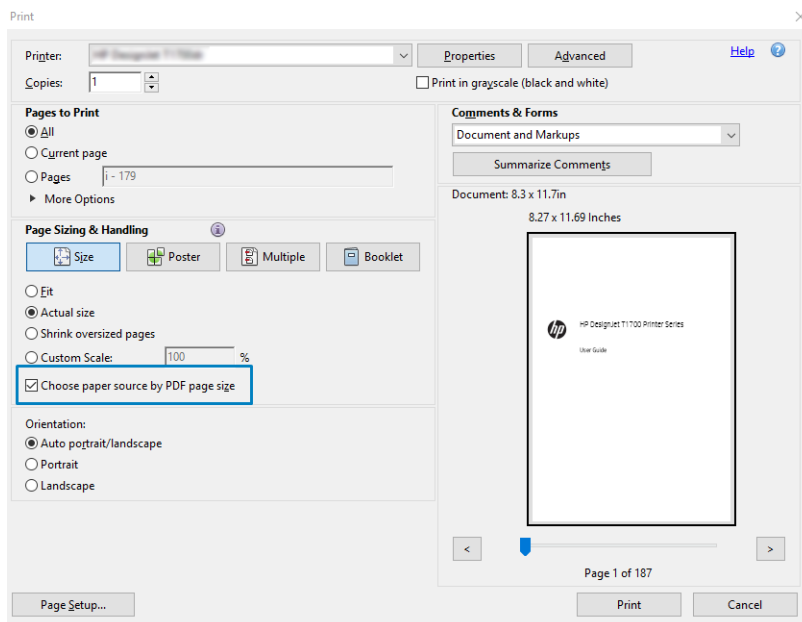 Print
Printer:
Properties
Advanced
Help
?
Copies:
1
Print in grayscale (black and white)
Pages to Print
All
Current page
Pages
i - 179
More Options
Page Sizing & Handling
i
Size
Poster
Multiple
Booklet
Fit
Actual size
Shrink oversized pages
Custom Scale:
100
%
Choose paper source by PDF page size
Orientation:
Auto portrait/landscape
Portrait
Landscape
Comments & Forms
Document and Markups
Summarize Comments
Document: 8.3 x 11.7in
8.27 x 11.69 Inches
hp
HP DesignJet T1700 Printer Series
User Guide
<
>
Page 1 of 187
Page Setup...
Print
Cancel